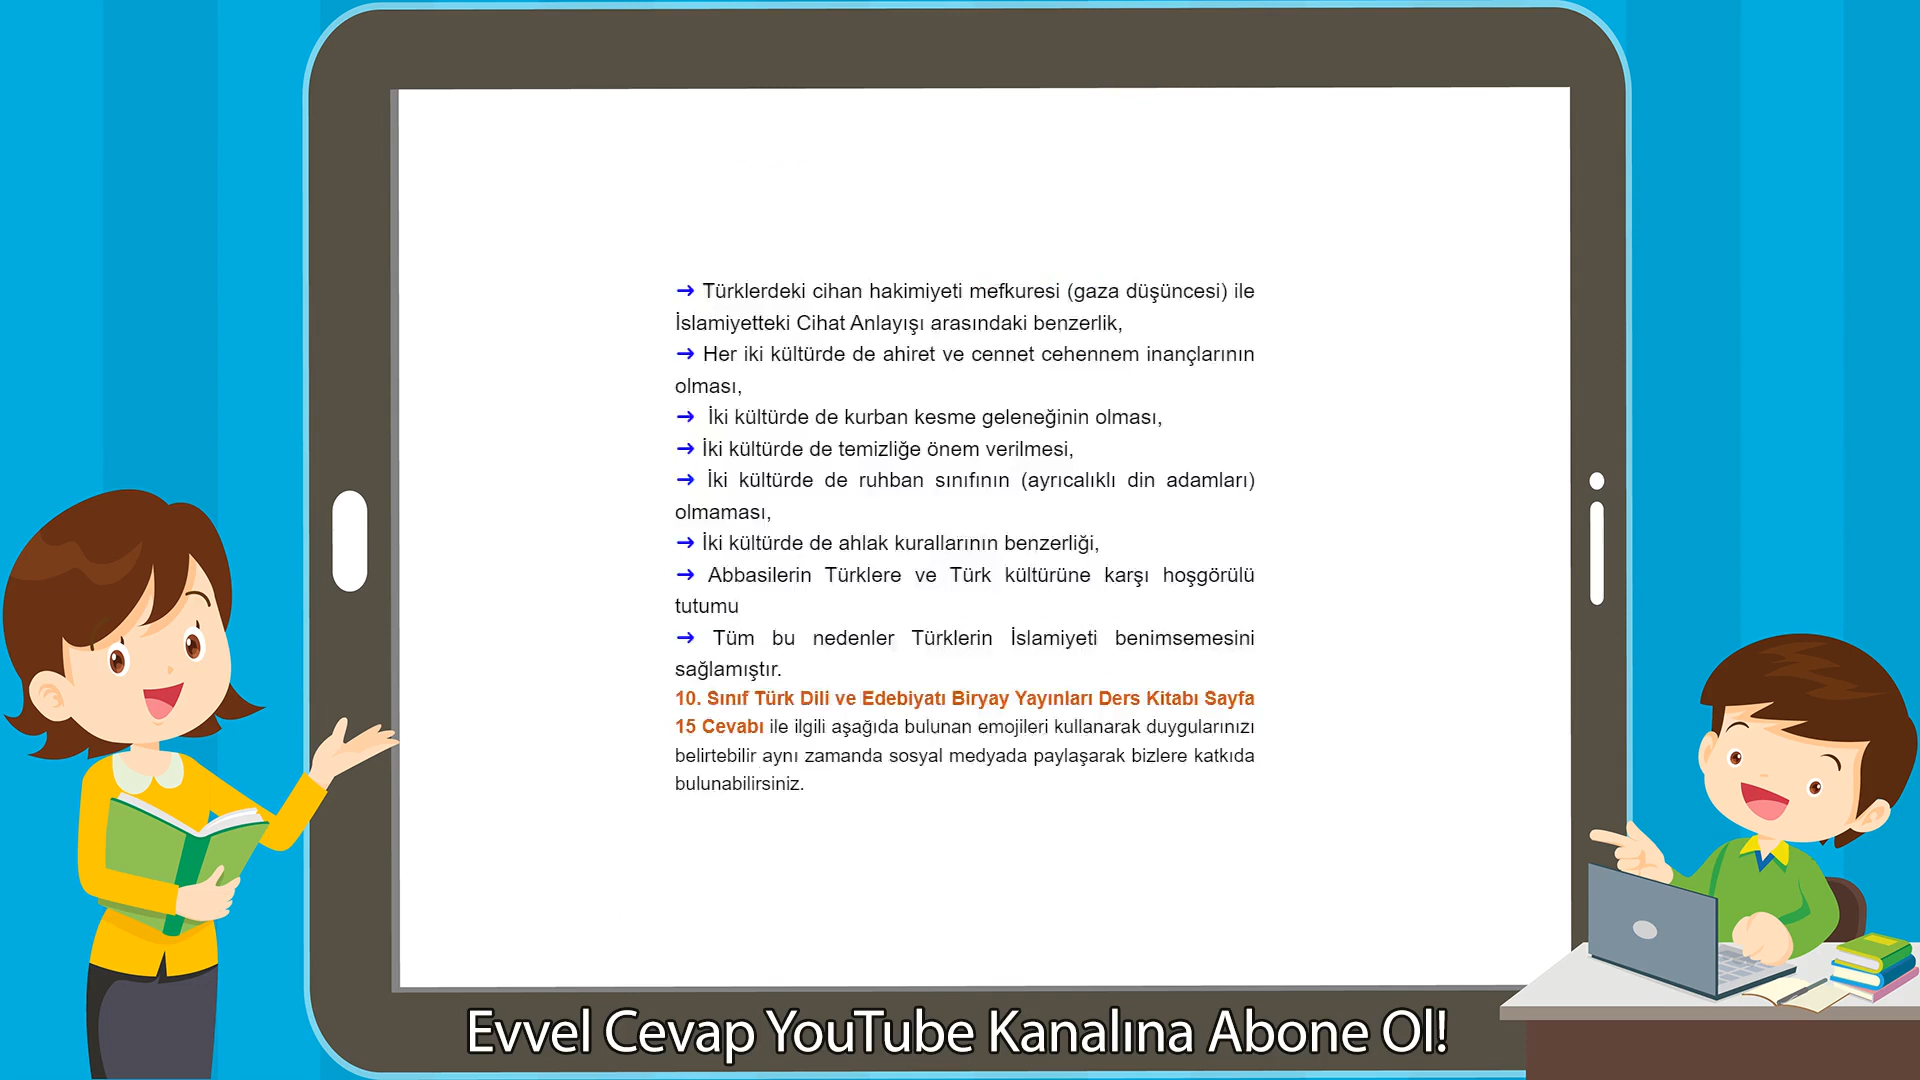 ➜ Türklerdeki cihan hakimiyeti mefkuresi (gaza düşüncesi) ile
İslamiyetteki Cihat Anlayışı arasındaki benzerlik,
➜ Her iki kültürde de ahiret ve cennet cehennem inançlarının
olması,
➜ İki kültürde de kurban kesme geleneğinin olması,
➜ İki kültürde de temizliğe önem verilmesi,
➜ İki kültürde de ruhban sınıfının (ayrıcalıklı din adamları)
olmaması,
➜ İki kültürde de ahlak kurallarının benzerliği,
➜ Abbasilerin Türklere ve Türk kültürüne karşı hoşgörülü
tutumu
➜ Tüm bu nedenler Türklerin İslamiyeti benimsemesini
sağlamıştır.
10. Sınıf Türk Dili ve Edebiyatı Biryay Yayınları Ders Kitabı Sayfa
15 Cevabı ile ilgili aşağıda bulunan emojileri kullanarak duygularınızı
belirtebilir aynı zamanda sosyal medyada paylaşarak bizlere katkıda
bulunabilirsiniz.
Evvel Cevap YouTube Kanalına Abone Ol!